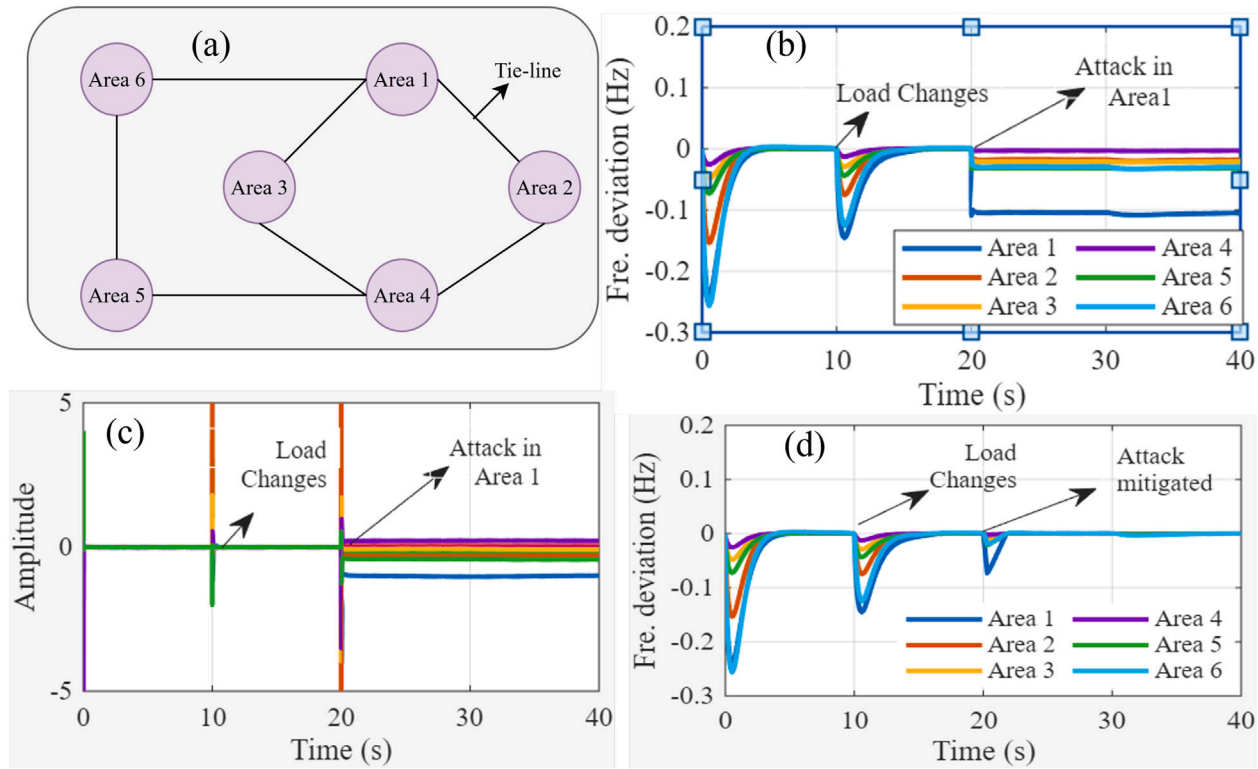 (a)
Area 6
Area 1
Tie-line
Area 3
Area 2
Area 5
Area 4
(b)
0.2
0.1
0
-0.1
-0.2
-0.3
Fre. deviation (Hz)
Load Changes
Attack in
Area1
Area 1
Area 4
Area 2
Area 5
Area 3
Area 6
0
10
20
30
40
Time (s)
(c)
5
0
-5
Amplitude
Load
Changes
Attack in
Area 1
0
10
20
30
40
Time (s)
(d)
0.2
0.1
0
-0.1
-0.2
-0.3
Fre. deviation (Hz)
Load
Changes
Attack
mitigated
Area 1
Area 4
Area 2
Area 5
Area 3
Area 6
0
10
20
30
40
Time (s)